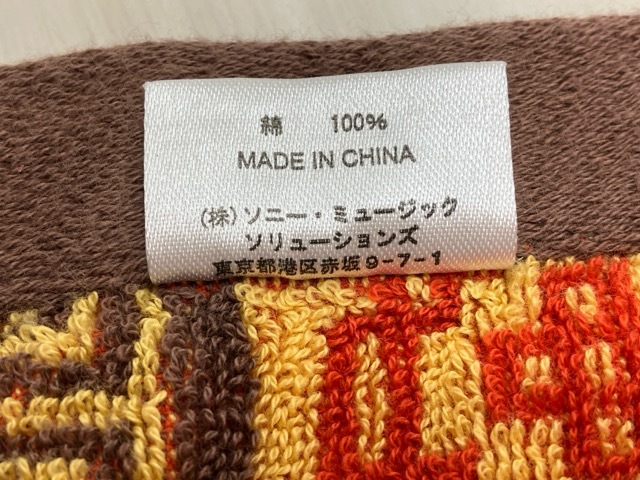 綿 100%
MADE IN CHINA
(株)ソニー・ミュージック
ソリューションズ
東京都港区赤坂9-7-1